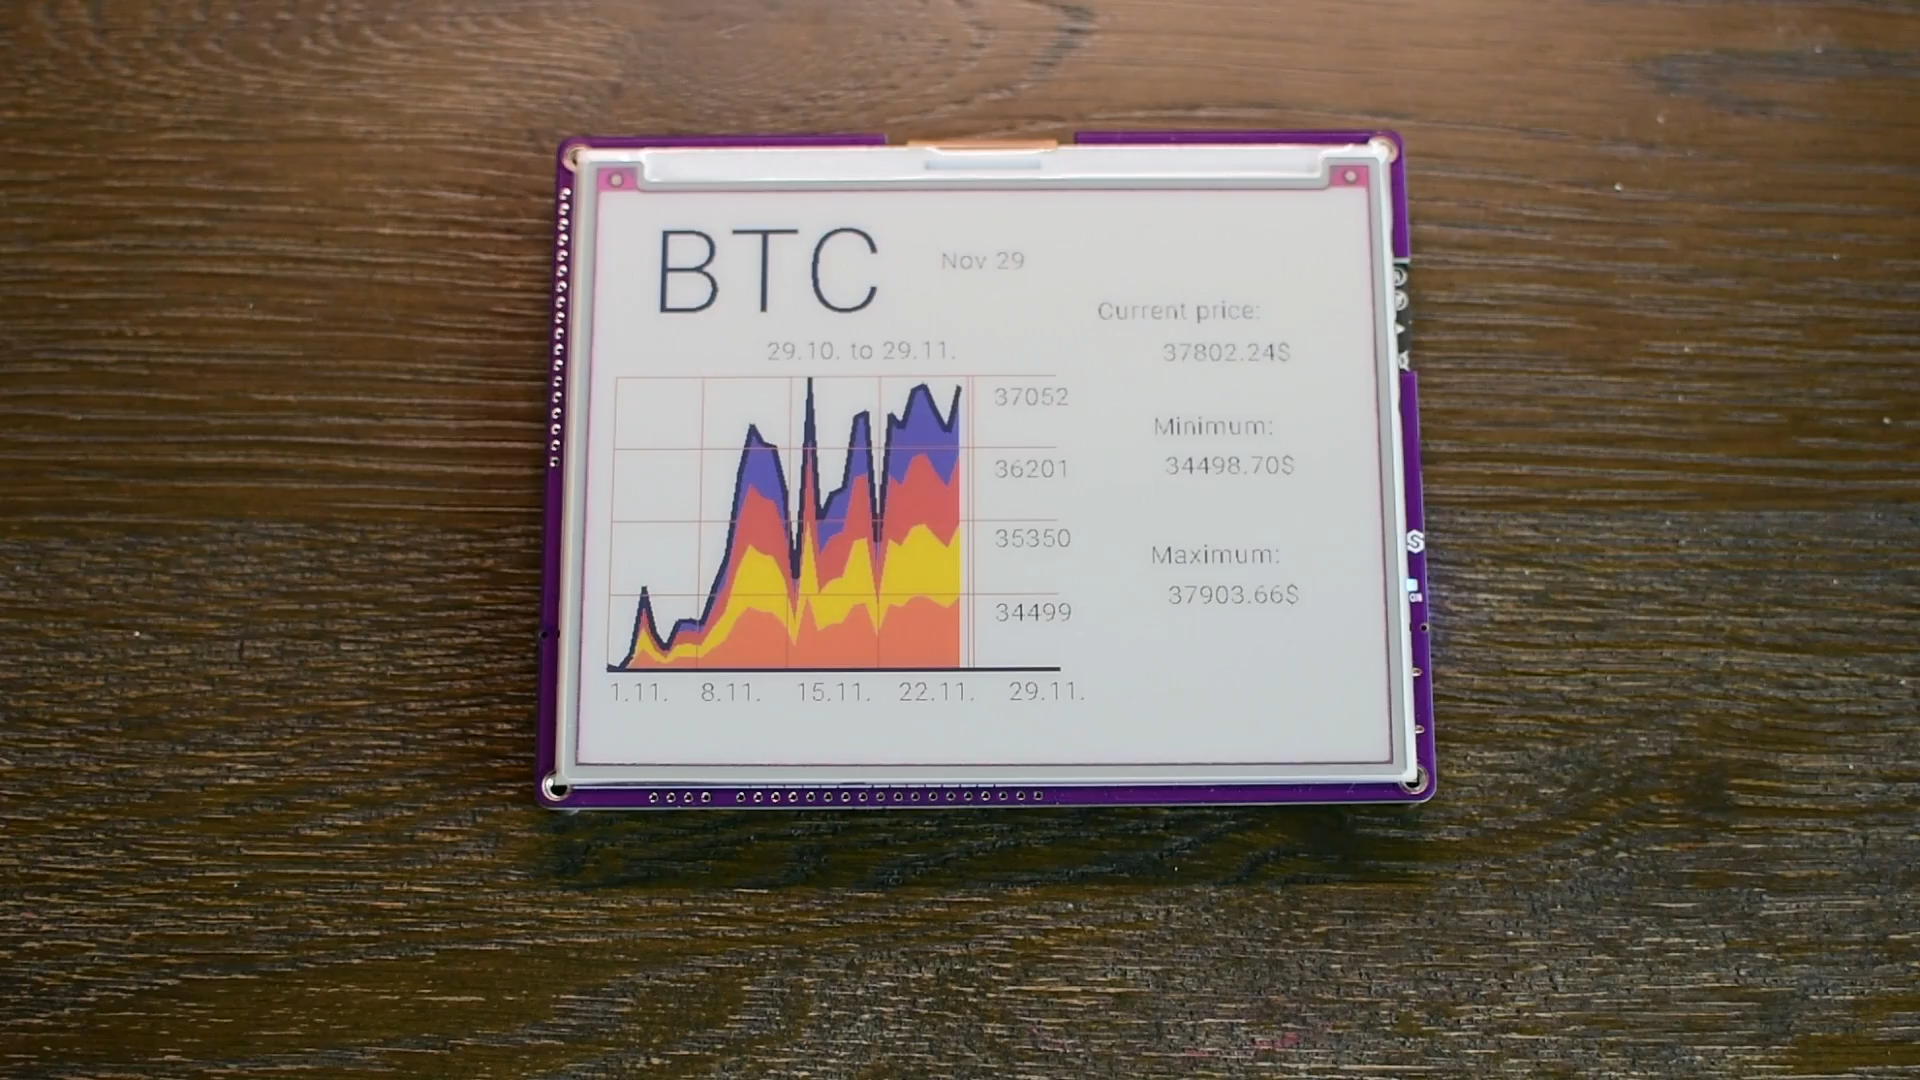 BTC
Nov 29
29.10. to 29.11.
37052
36201
35350
34499
1.11. 8.11. 15.11. 22.11. 29.11.
Current price:
37802.24$
Minimum:
34498.70$
Maximum:
37903.66$